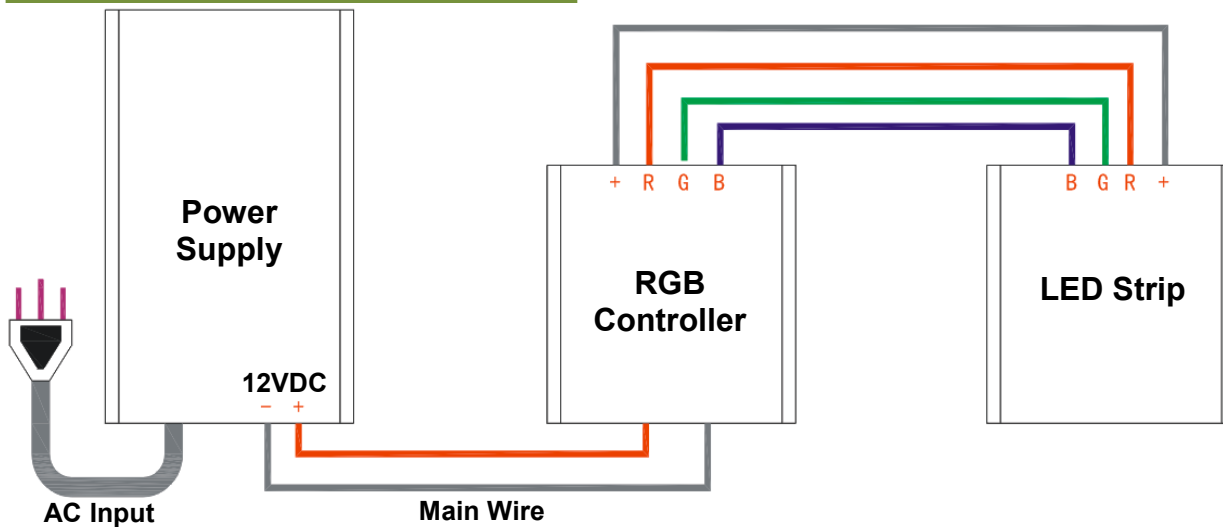 + R G B
B G R +
Power
Supply
RGB
Controller
LED Strip
12VDC
- +
AC Input
Main Wire